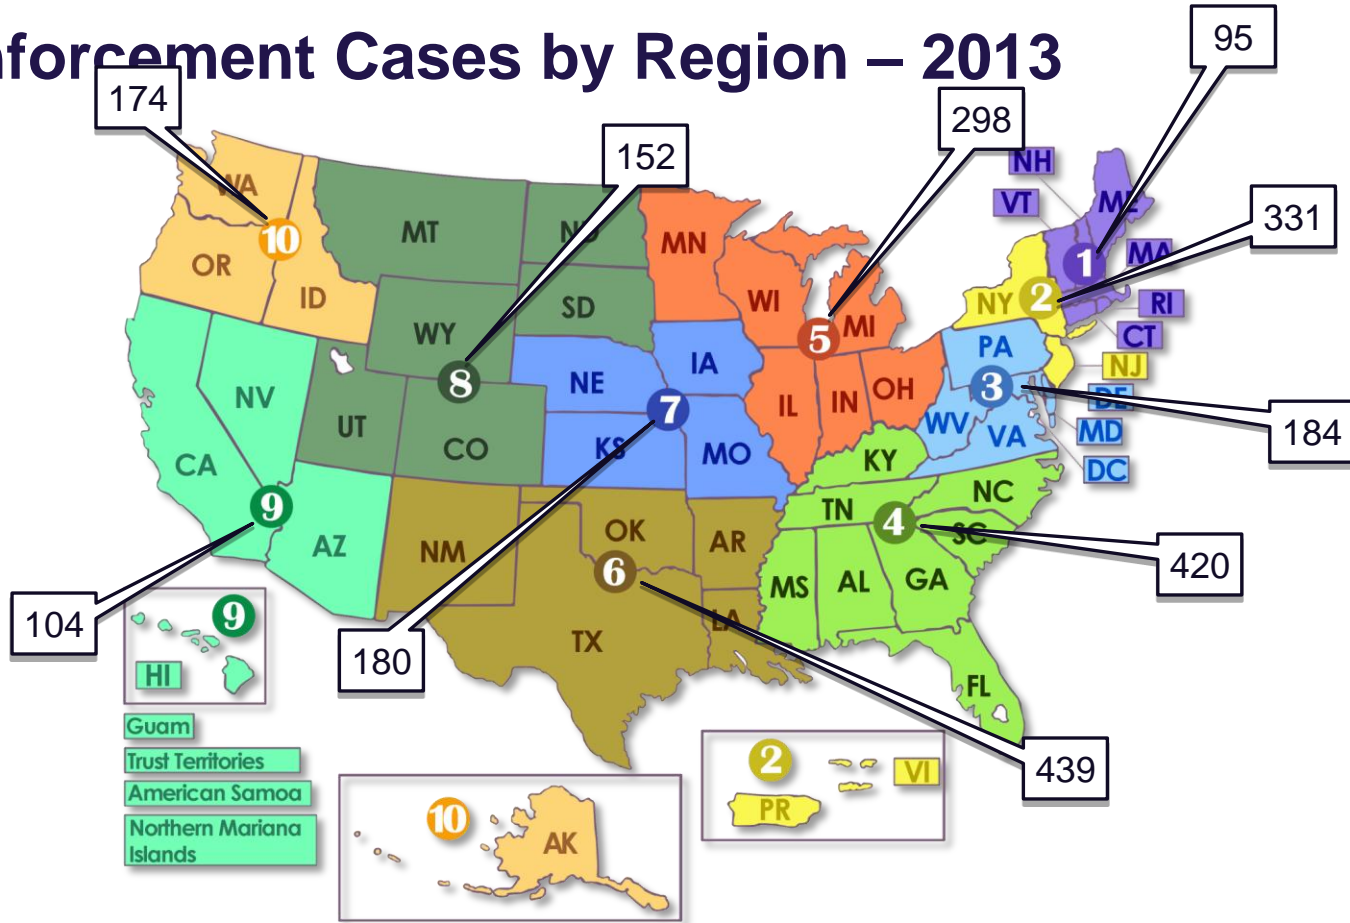 nforcement Cases by Region – 2013
95
174
298
152
NH
WA
VT
ME
331
MT
ND
MN
10
MA
OR
1
ID
WI
NY
2
RI
SD
MI
WY
5
CT
PA
IA
NJ
8
NE
3
DE
NV
IL
IN
OH
7
UT
WV
VA
MD
184
CO
KS
MO
KY
CA
DC
9
TN
NC
4
SC
AZ
NM
OK
AR
420
6
MS
AL
GA
104
9
LA
TX
180
HI
FL
Guam
Trust Territories
2
VI
439
American Samoa
PR
10
Northern Mariana
Islands
AK